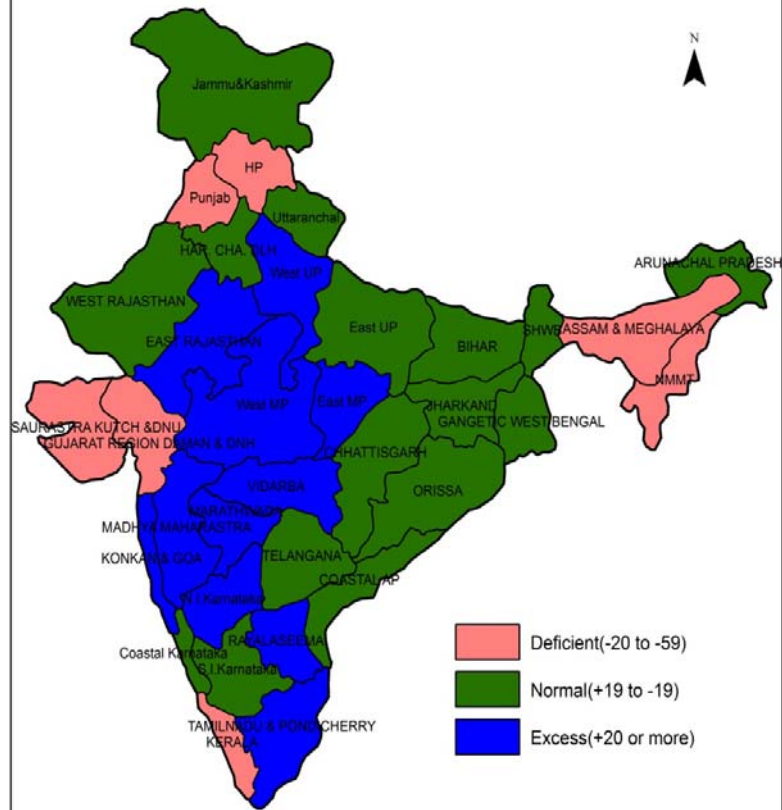 N
Jammu&Kashmir
HP
Punjab
Uttaranchal
HAR. CHA. DLH
West UP
ARUNACHAL PRADESH
WEST RAJASTHAN
EAST RAJASTHAN
East UP
BIHAR
SHWB
ASSAM & MEGHALAYA
NMMT
West MP
East MP
JHARKAND
GANGETIC WEST BENGAL
SAURASTRA KUTCH &DNU
GUJARAT REGION DAMAN & DNH
CHHATTISGARH
VIDARBA
ORISSA
MARATHWADA
MADHYA MAHARASTRA
KONKAN & GOA
TELANGANA
COASTAL AP
N.I.Karnataka
RAYALASEEMA
Coastal Karnataka
S.I.Karnataka
TAMILNADU & PONDICHERRY
KERALA
Deficient(-20 to -59)
Normal(+19 to -19)
Excess(+20 or more)